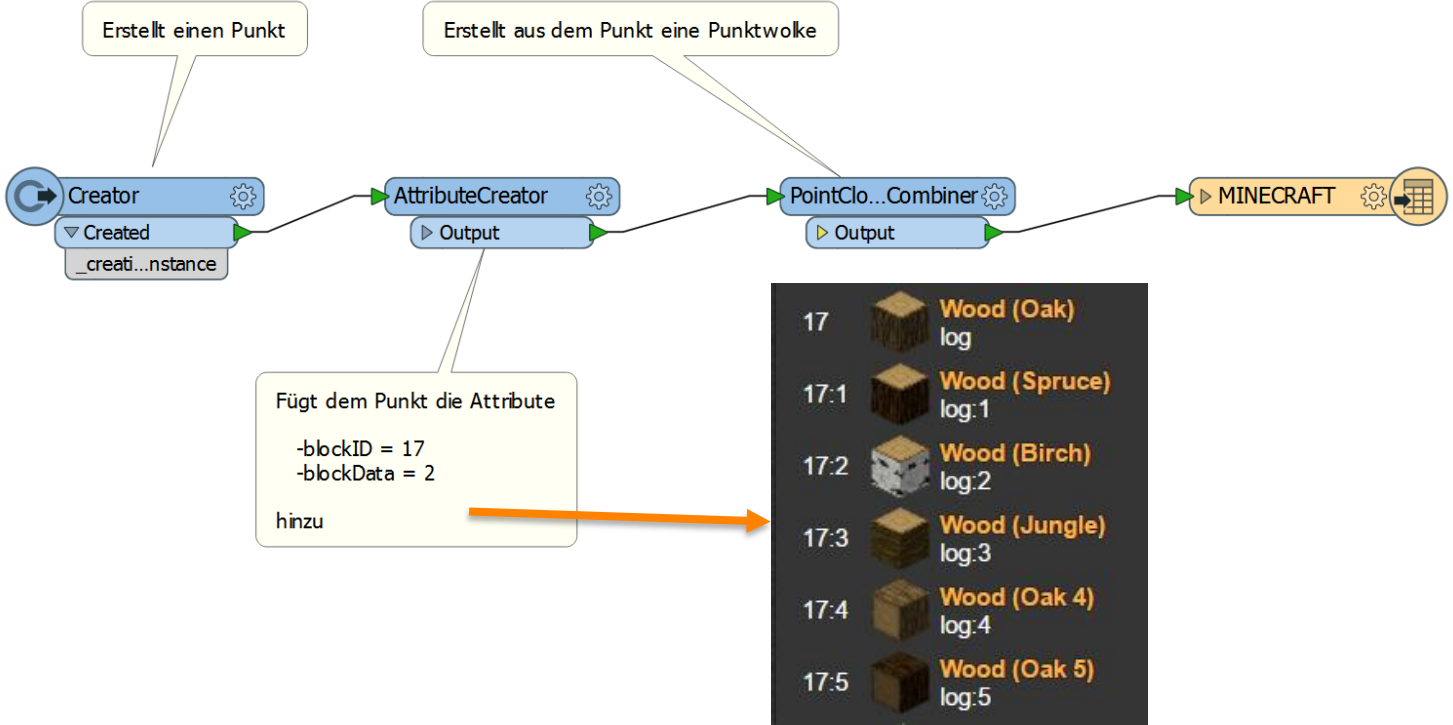 Erstellt einen Punkt
Erstellt aus dem Punkt eine Punktwolke
Creator
Created
_creati...nstance
AttributeCreator
Output
PointClo...Combiner
Output
MINECRAFT
Fügt dem Punkt die Attribute
-blockID = 17
-blockData = 2
hinzu
17
Wood (Oak)
log
17:1
Wood (Spruce)
log:1
17:2
Wood (Birch)
log:2
17:3
Wood (Jungle)
log:3
17:4
Wood (Oak 4)
log:4
17:5
Wood (Oak 5)
log:5